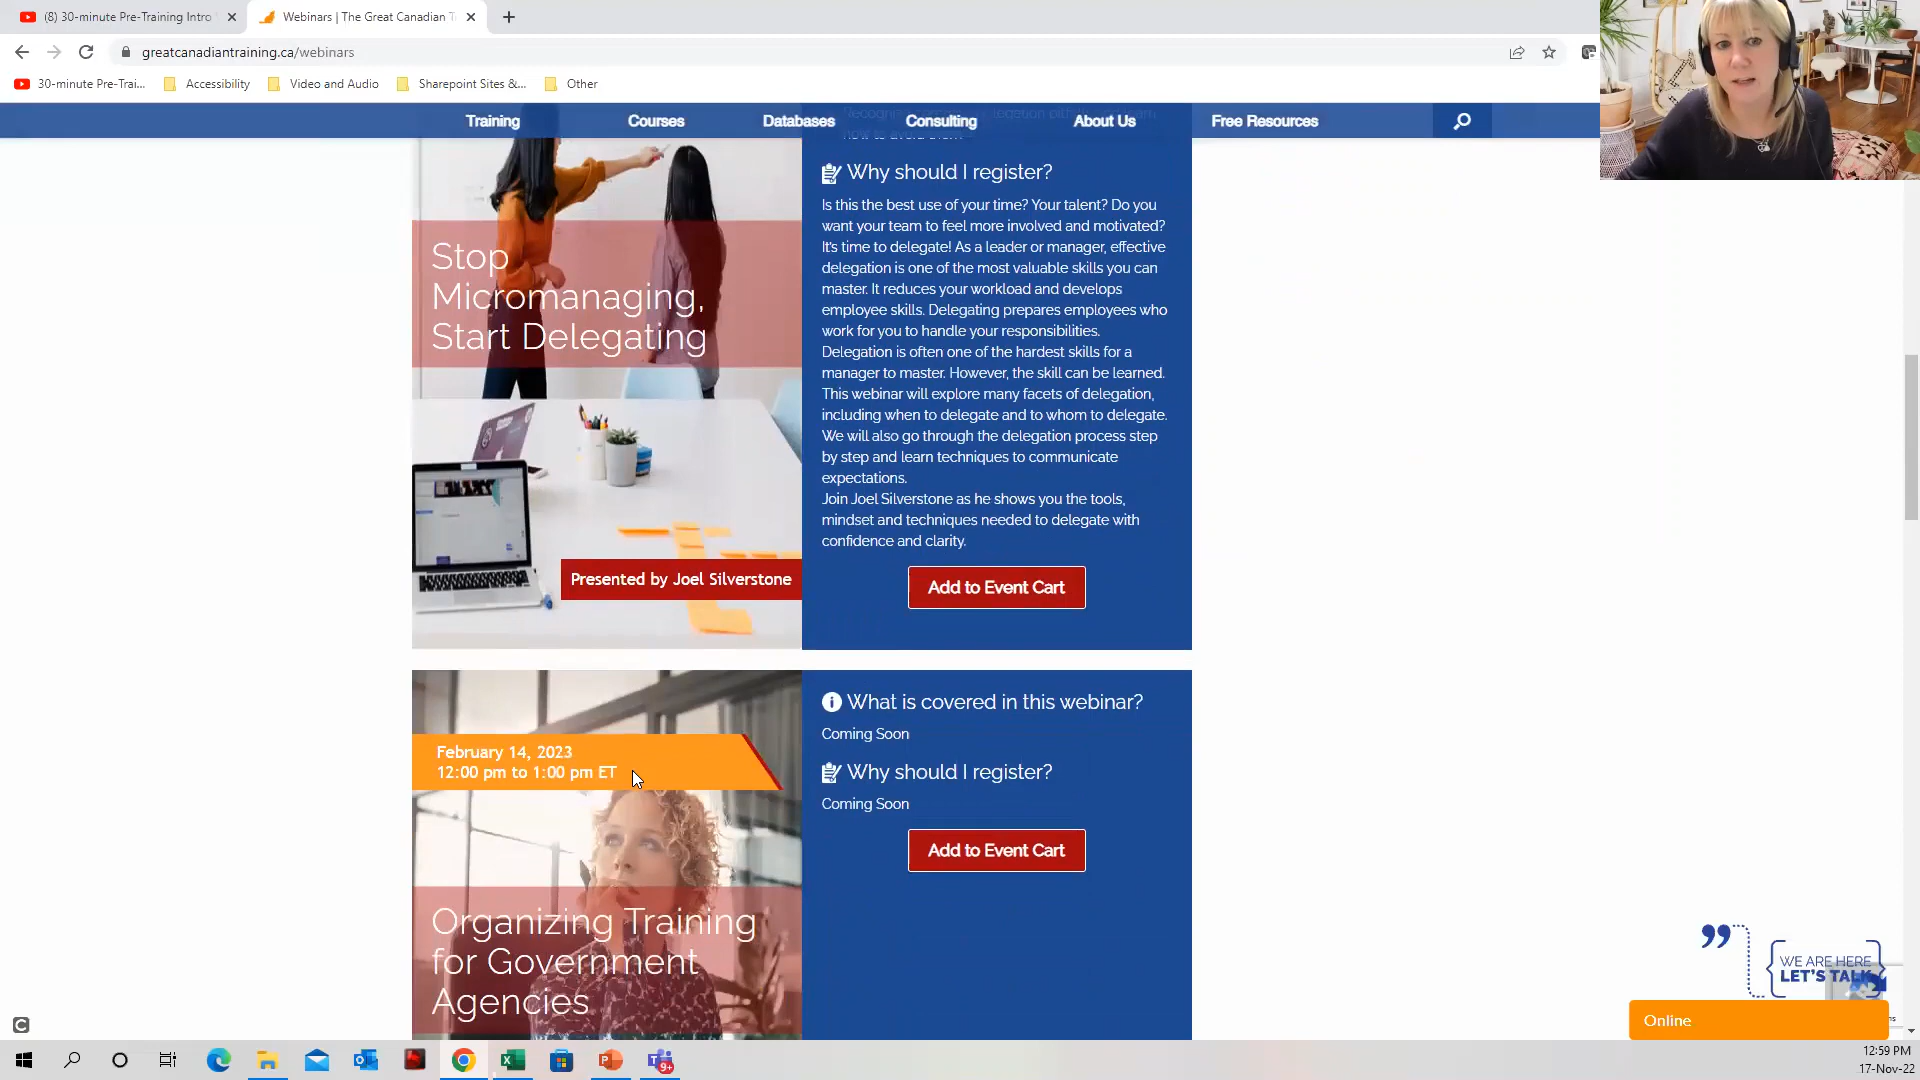 (8) 30-minute Pre-Training Intro
Webinars | The Great Canadian T
greatcanadiantraining.ca/webinars
30-minute Pre-Trai...
Accessibility
Video and Audio
Sharepoint Sites &...
Other
Training
Courses
Databases
Consulting
About Us
Free Resources
Stop
Micromanaging,
Start Delegating
Presented by Joel Silverstone
Why should I register?
Is this the best use of your time? Your talent? Do you
want your team to feel more involved and motivated?
It's time to delegate! As a leader or manager, effective
delegation is one of the most valuable skills you can
master. It reduces your workload and develops
employee skills. Delegating prepares employees who
work for you to handle your responsibilities.
Delegation is often one of the hardest skills for a
manager to master. However, the skill can be learned.
This webinar will explore many facets of delegation,
including when to delegate and to whom to delegate.
We will also go through the delegation process step
by step and learn techniques to communicate
expectations.
Join Joel Silverstone as he shows you the tools,
mindset and techniques needed to delegate with
confidence and clarity.
Add to Event Cart
February 14, 2023
12:00 pm to 1:00 pm ET
Organizing Training
for Government
Agencies
What is covered in this webinar?
Coming Soon
Why should I register?
Coming Soon
Add to Event Cart
WE ARE HERE
LET'S TALK
Online
9+
12:59 PM
17-Nov-22